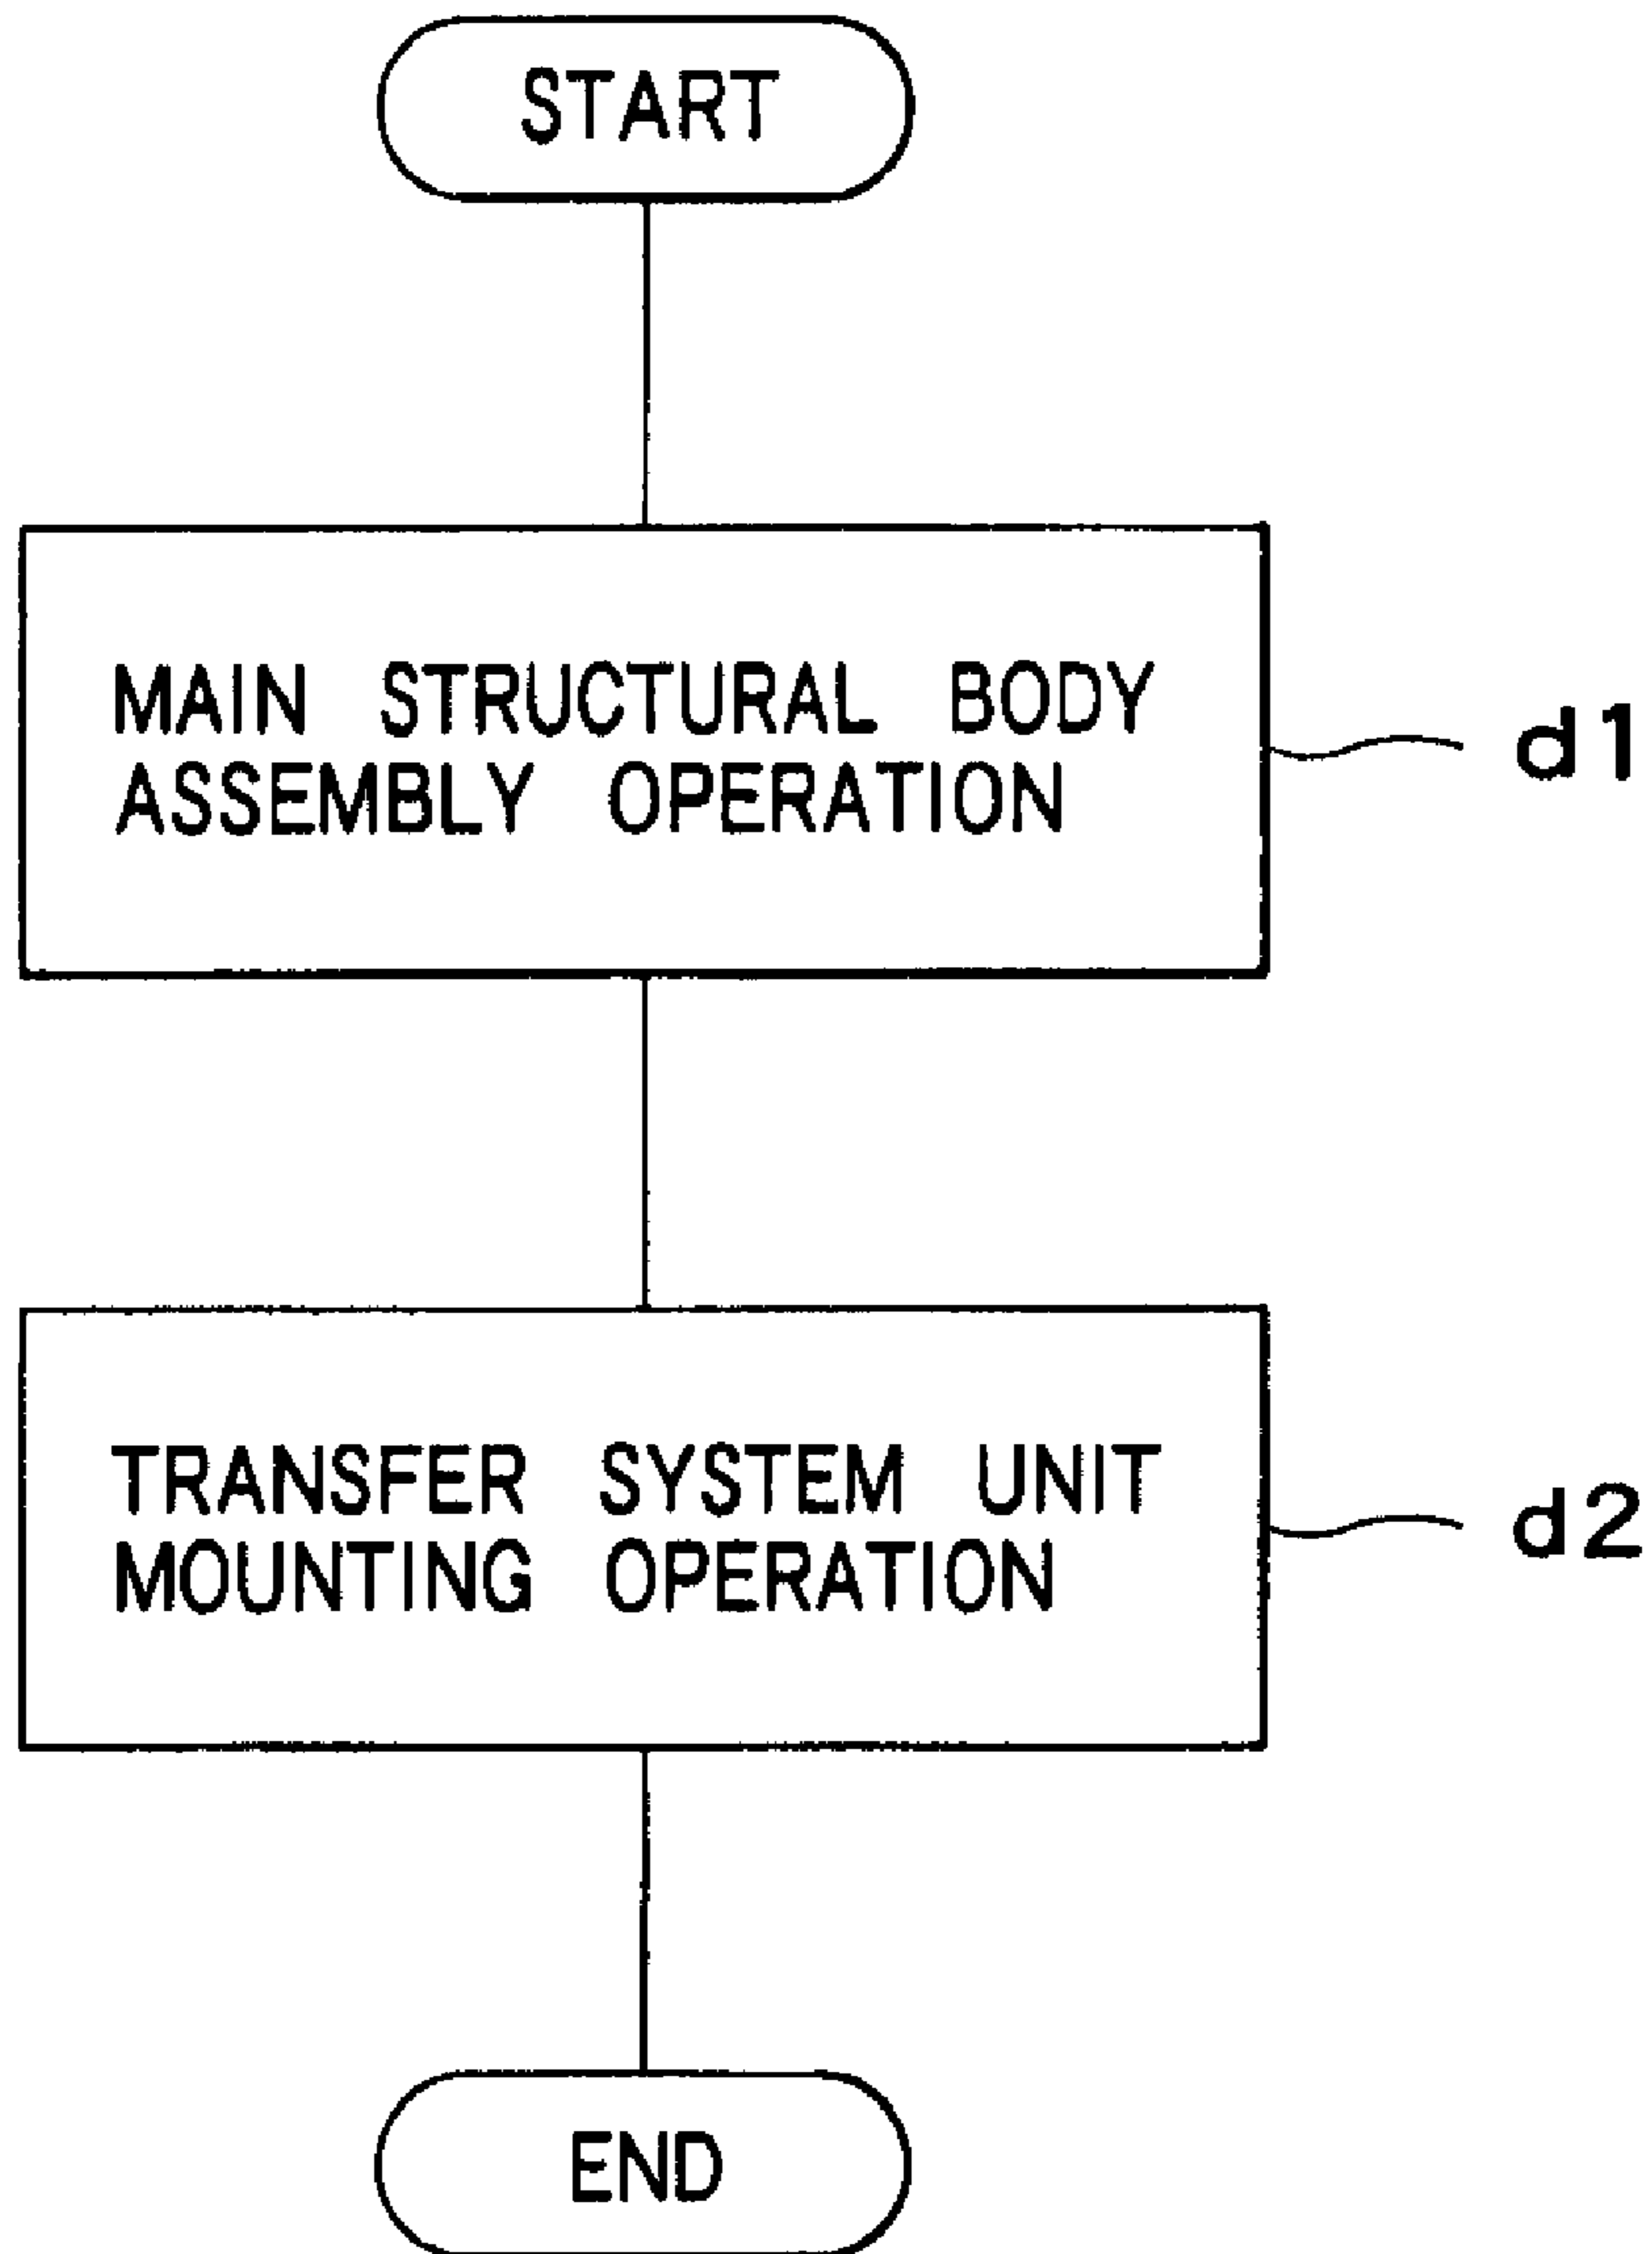 START
MAIN STRUCTURAL BODY
ASSEMBLY OPERATION
d1
TRANSFER SYSTEM UNIT
MOUNTING OPERATION
d2
END